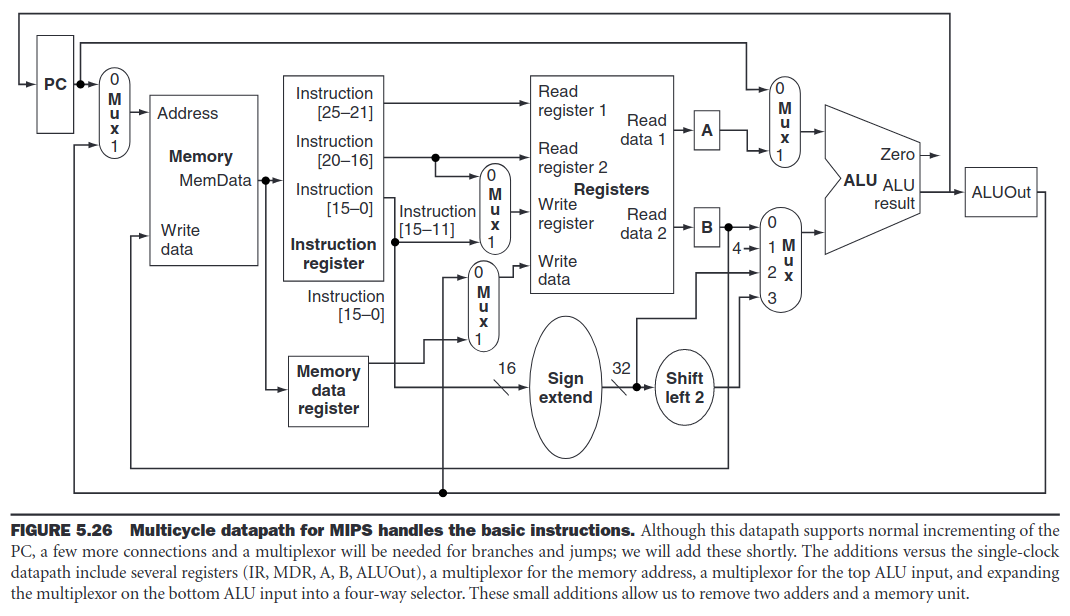 PC
0
M
u
x
1
Address
Memory
MemData
Write
data
Instruction
[25–21]
Instruction
[20–16]
Instruction
[15–0]
Instruction
register
Instruction
[15–11]
Instruction
[15–0]
Memory
data
register
0
M
u
x
1
0
M
u
x
1
16
Sign
extend
32
Shift
left 2
Read
register 1
Read
register 2
Registers
Write
register
Write
data
Read
data 1
Read
data 2
A
B
4
0
M
u
x
1
0
1 M
u
2 x
3
Zero
ALU
ALU
result
ALUOut
FIGURE 5.26 Multicycle datapath for MIPS handles the basic instructions. Although this datapath supports normal incrementing of the
PC, a few more connections and a multiplexor will be needed for branches and jumps; we will add these shortly. The additions versus the single-clock
datapath include several registers (IR, MDR, A, B, ALUOut), a multiplexor for the memory address, a multiplexor for the top ALU input, and expanding
the multiplexor on the bottom ALU input into a four-way selector. These small additions allow us to remove two adders and a memory unit.